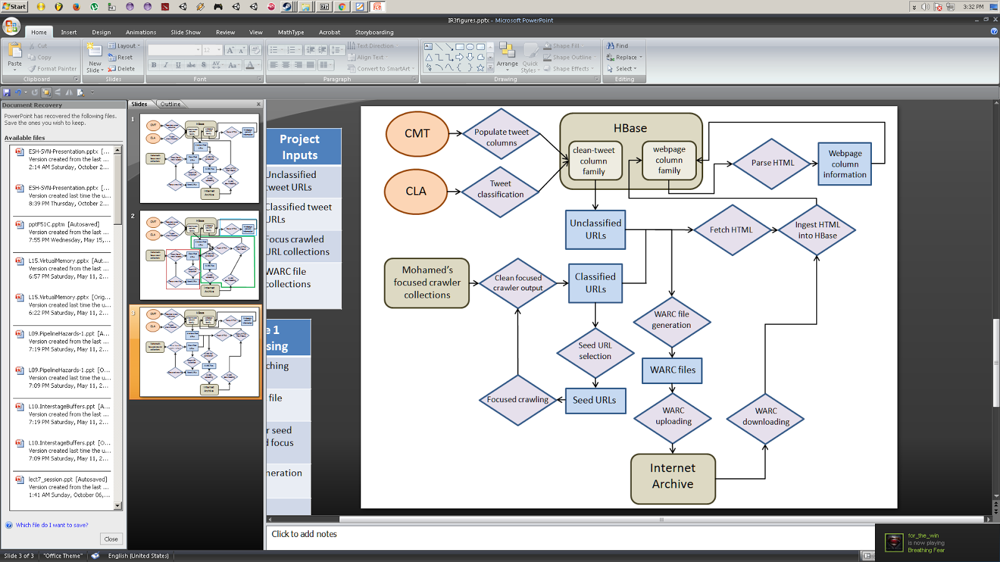 Start
3:32 PM
IR3figures.pptx - Microsoft PowerPoint
Home
Insert
Design
Animations
Slide Show
Review
View
MathType
Acrobat
Storyboarding
Paste
Cut
Copy
Format Painter
Clipboard
New
Slide
Layout
Reset
Delete
Slides
12
Font
Text Direction
Align Text
Convert to SmartArt
Paragraph
Arrange
Quick
Styles
Shape Fill
Shape Outline
Shape Effects
Drawing
Find
Replace
Select
Editing
Document Recovery
PowerPoint has recovered the following files.
Save the ones you wish to keep.
Available files
ESH-SVN-Presentation.pptx [...
Version created from the last ...
2:14 AM Saturday, October 2...
ESH-SVN-Presentation.pptx [...
Version created last time the u...
8:39 PM Thursday, October 2...
pptF51C.pptm [Autosaved]
Version created from the last ...
7:55 PM Wednesday, May 15,...
L15.VirtualMemory.pptx [Aut...
Version created from the last ...
6:57 PM Saturday, May 11, 2...
L15.VirtualMemory.pptx [Orig...
Version created last time the u...
6:22 PM Saturday, May 11, 2...
L09.PipelineHazards-1.ppt [A...
Version created from the last ...
7:19 PM Saturday, May 11, 2...
L09.PipelineHazards-1.ppt [O...
Version created last time the u...
7:09 PM Saturday, May 11, 2...
L10.InterstageBuffers.ppt [A...
Version created from the last ...
7:19 PM Saturday, May 11, 2...
L10.InterstageBuffers.ppt [O...
Version created last time the u...
7:09 PM Saturday, May 11, 2...
lect7_session.ppt [Autosaved]
Version created from the last ...
1:41 AM Sunday, October 06,...
Which file do I want to save?
Close
Slides
Outline
1
2
3
Project
Inputs
Unclassified
tweet URLs
Classified tweet
URLs
Focus crawled
URL collections
WARC file
collections
e 1
sing
ching
file
r seed
d focus
neration
CMT
Populate tweet
columns
CLA
Tweet
classification
HBase
clean-tweet
column
family
webpage
column
family
Parse HTML
Webpage
column
information
Unclassified
URLs
Fetch HTML
Ingest HTML
into HBase
Mohamed's
focused crawler
collections
Clean focused
crawler output
Classified
URLs
WARC file
generation
Seed URL
selection
WARC files
Focused crawling
Seed URLs
WARC
uploading
WARC
downloading
Internet
Archive
Click to add notes
for_the_win
is now playing
Breathing Fear
Slide 3 of 3
"Office Theme"
English (United States)